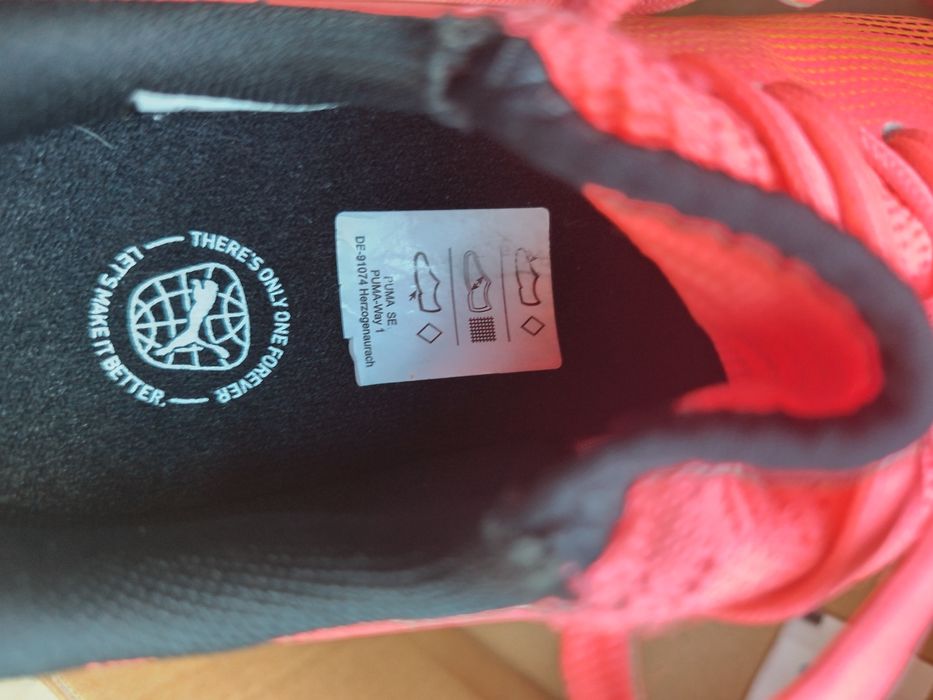 THERE'S ONLY ONE FOREVER
LET'S MAKE IT BETTER.
PUMA SE
PUMA-Way 1
DE-91074 Herzogenaurach